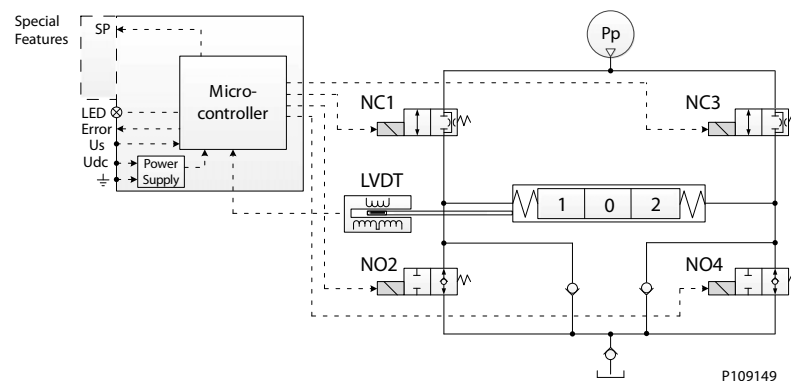 Special
Features
SP
Pp
Micro-
controller
NC1
NC3
LED
Error
Us
Udc
Power
Supply
LVDT
1 0 2
NO2
NO4
P109149